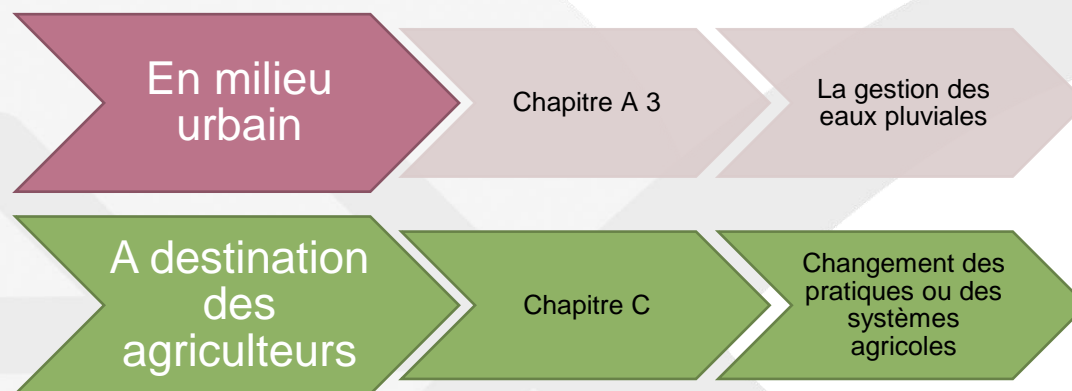 En milieu
urbain
Chapitre A 3
La gestion des
eaux pluviales
A destination
des
agriculteurs
Chapitre C
Changement des
pratiques ou des
systèmes
agricoles